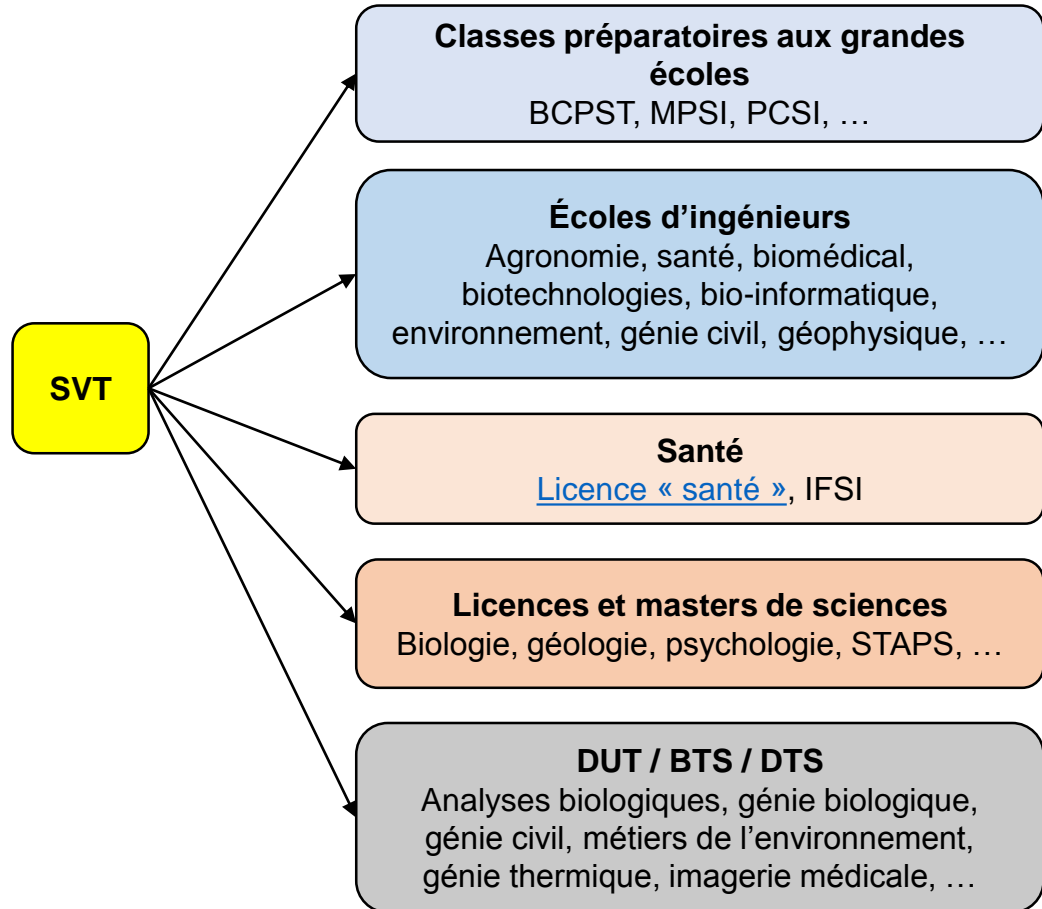 Classes préparatoires aux grandes
écoles
BCPST, MPSI, PCSI, …
École​s d’ingénieurs
Agronomie, santé, biomédical,
biotechnologies, bio-informatique,
environnement, génie civil, géophysique, …
SVT
Santé
Licence « santé », IFSI
Licences et masters de sciences
Biologie, géologie, psychologie, STAPS, …
DUT / BTS / DTS
Analyses biologiques, génie biologique,
génie civil, métiers de l’environnement,
génie thermique, imagerie médicale, …